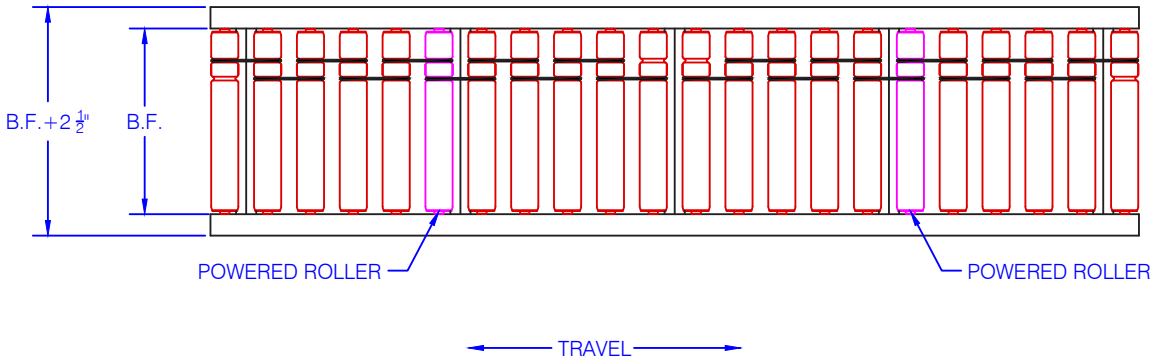 B.F.+2 1/2"
B.F.
POWERED ROLLER
POWERED ROLLER
TRAVEL